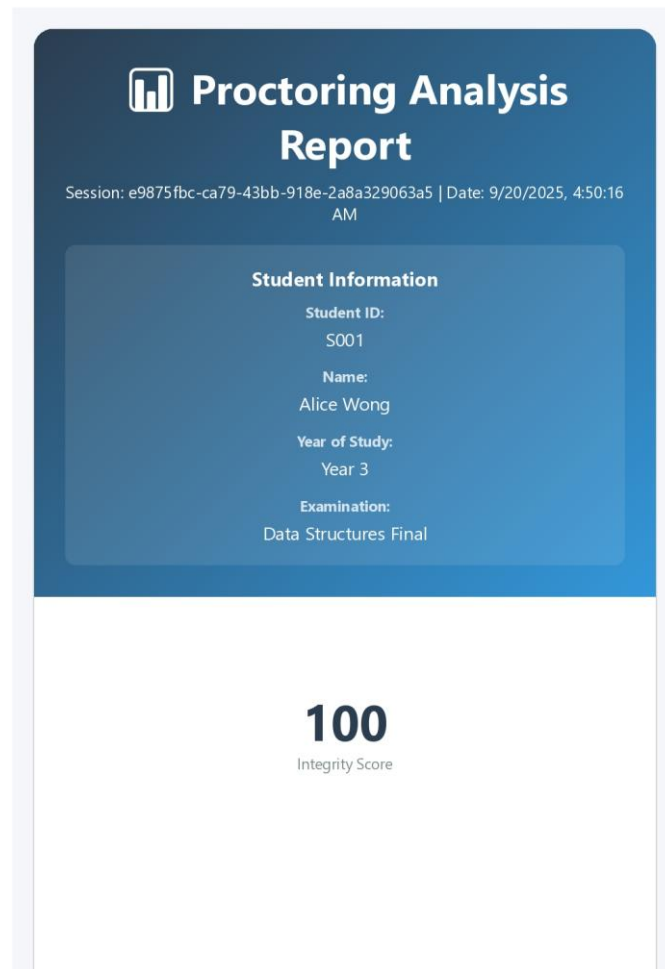 Proctoring Analysis
Report
Session: e9875fbc-ca79-43bb-918e-2a8a329063a5 | Date: 9/20/2025, 4:50:16
AM
Student Information
Student ID:
S001
Name:
Alice Wong
Year of Study:
Year 3
Examination:
Data Structures Final
100
Integrity Score